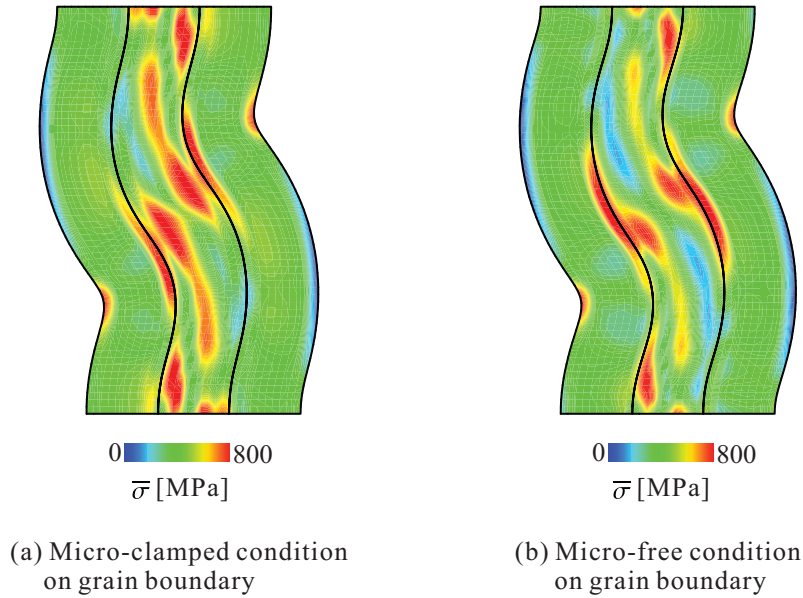 0 800
σ̅ [MPa]
(a) Micro-clamped condition
on grain boundary
0 800
σ̅ [MPa]
(b) Micro-free condition
on grain boundary